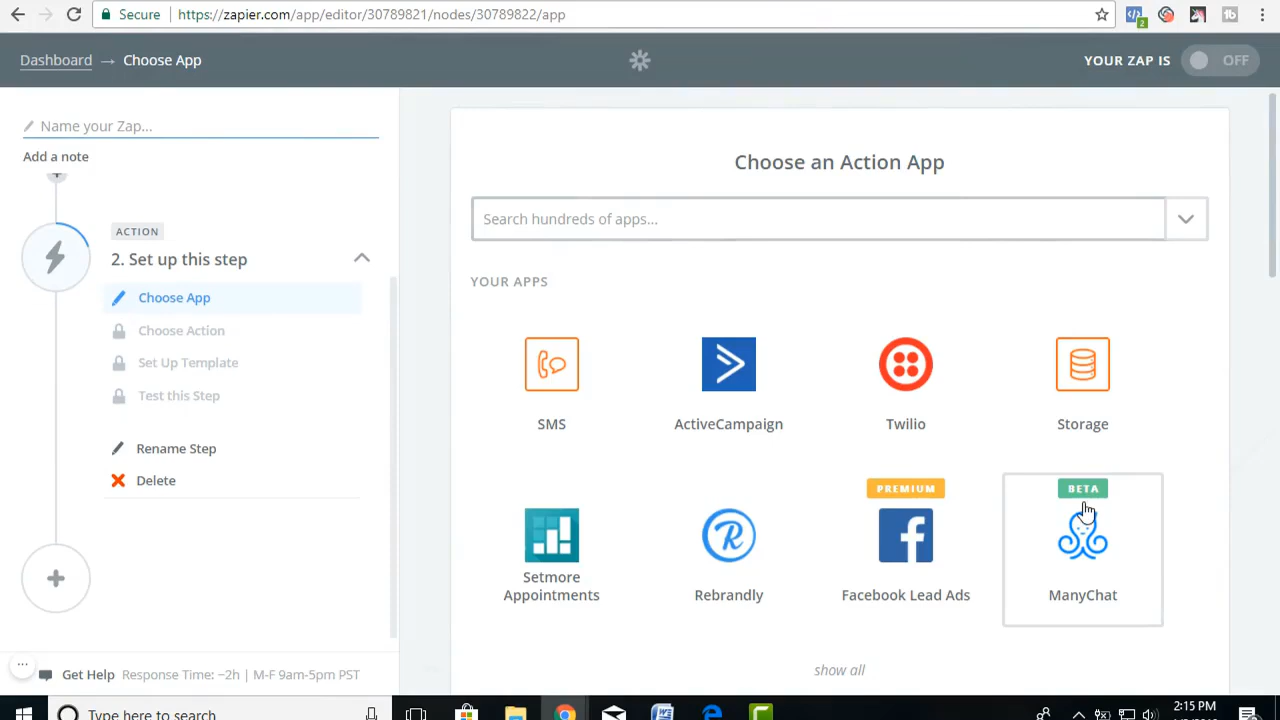 Secure
https://zapier.com/app/editor/30789821/nodes/30789822/app
2
Dashboard → Choose App
YOUR ZAP IS
OFF
Name your Zap...
Add a note
ACTION
2. Set up this step
Choose App
Choose Action
Set Up Template
Test this Step
Rename Step
Delete
Get Help Response Time: ~2h | M-F 9am-5pm PST
Choose an Action App
Search hundreds of apps...
YOUR APPS
SMS
ActiveCampaign
Twilio
Storage
Setmore
Appointments
Rebrandly
PREMIUM
Facebook Lead Ads
BETA
ManyChat
show all
Type here to search
2:15 PM